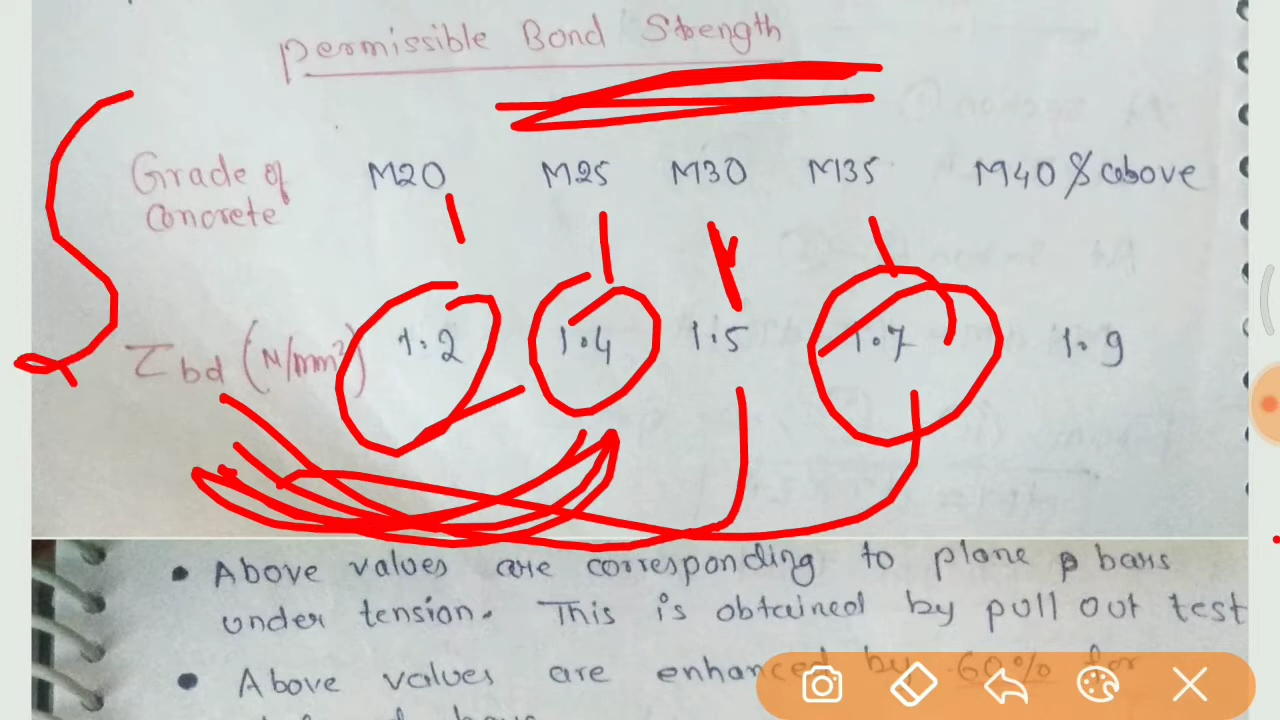 Permissible Bond Strength
Grade of concrete M20 M25 M30 M35 M40 & above
τbd (N/mm²) 1.2 1.4 1.5 1.7 1.9
• Above values are corresponding to plane bars
under tension. This is obtained by pull out test
• Above values are enhanced by 60% for